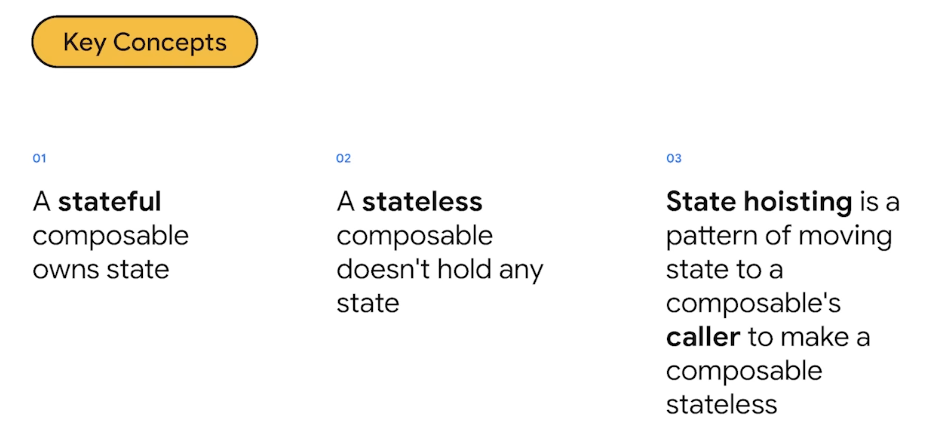 Key Concepts
01
A stateful
composable
owns state
02
A stateless
composable
doesn't hold any
state
03
State hoisting is a
pattern of moving
state to a
composable's
caller to make a
composable
stateless